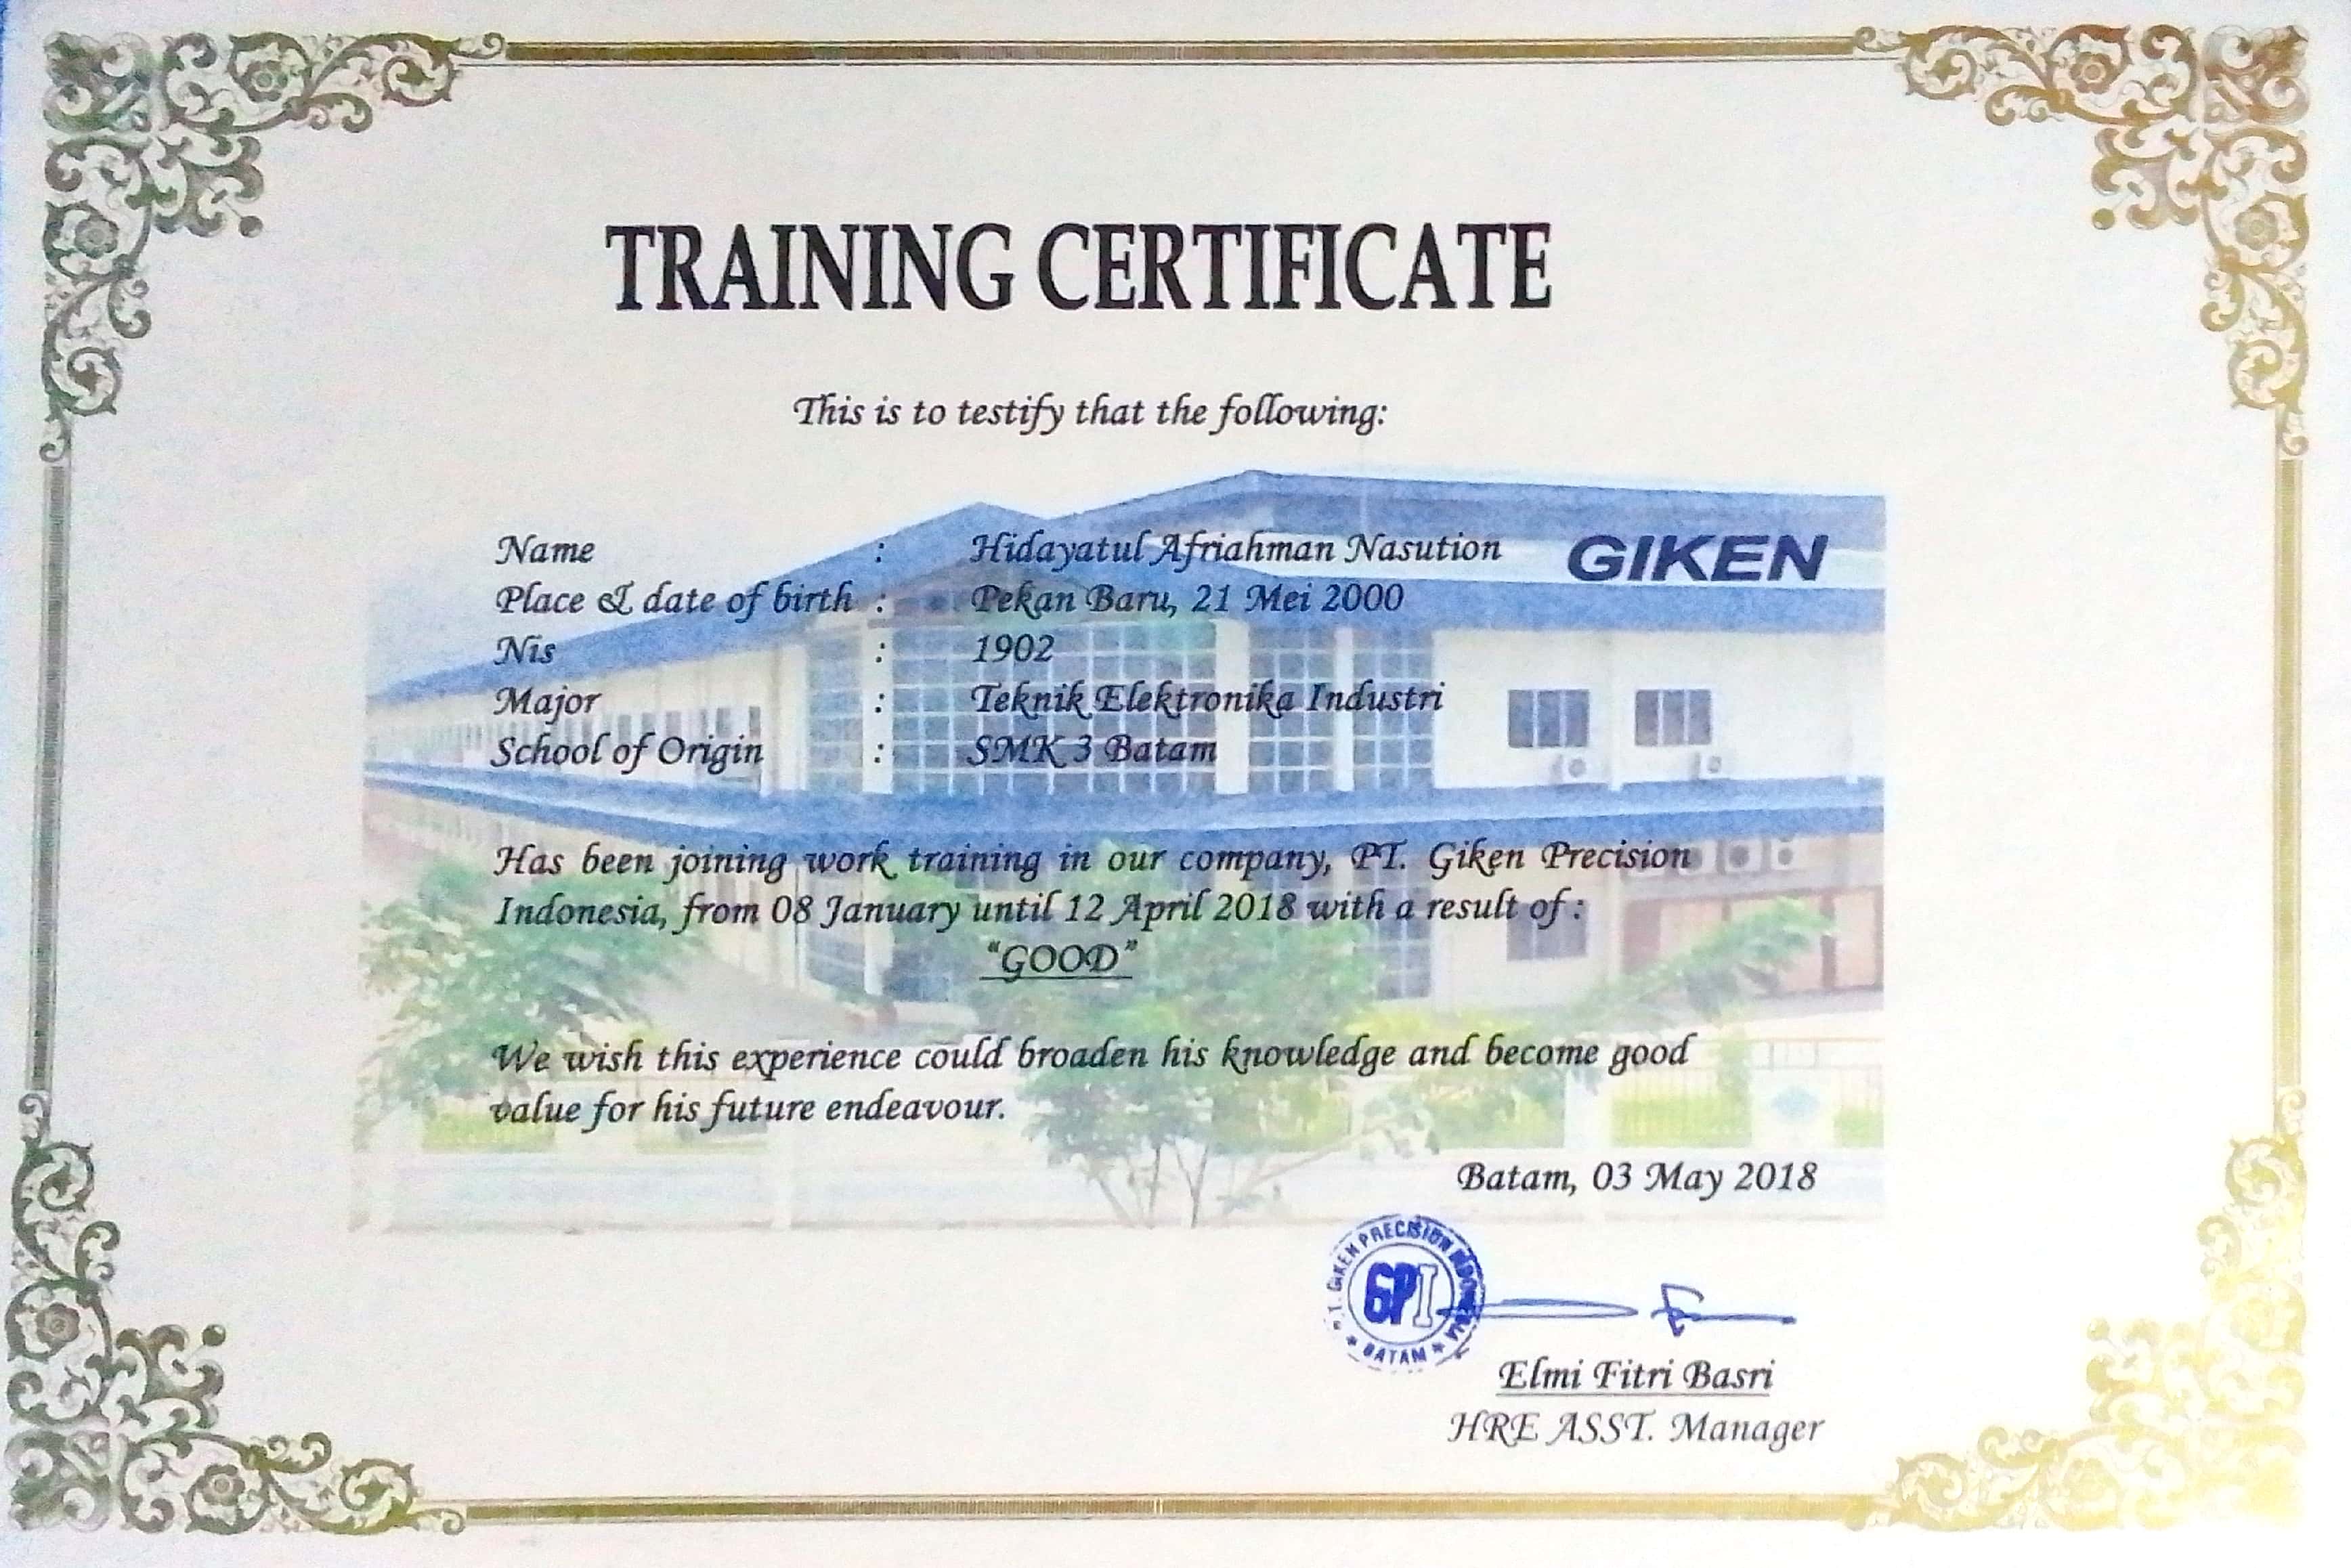 TRAINING CERTIFICATE
This is to testify that the following:
Name : Hidayatul Afriahman Nasution
GIKEN
Place & date of birth : Pekan Baru, 21 Mei 2000
Nis : 1902
Major : Teknik Elektronika Industri
School of Origin : SMK 3 Batam
Has been joining work training in our company, PT. Giken Precision
Indonesia, from 08 January until 12 April 2018 with a result of :
“GOOD”
We wish this experience could broaden his knowledge and become good
value for his future endeavour.
Batam, 03 May 2018
P.T. GIKEN PRECISION INDONESIA
GPI
★ BATAM ★
Elmi Fitri Basri
HRE ASST. Manager